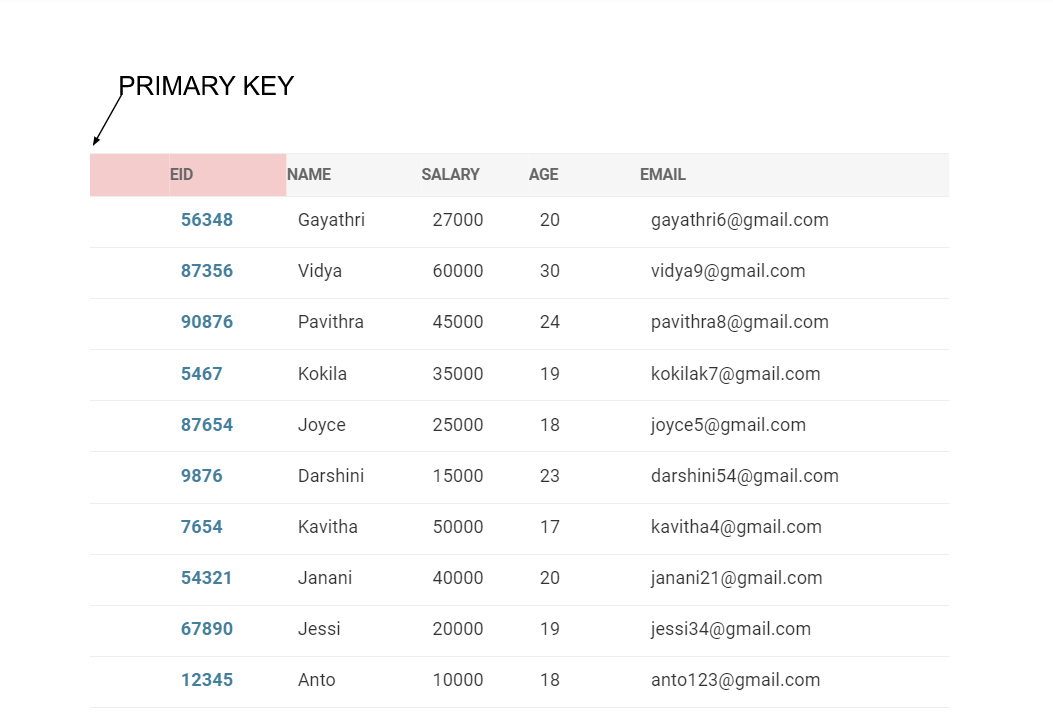 PRIMARY KEY
EID NAME SALARY AGE EMAIL
56348 Gayathri 27000 20 gayathri6@gmail.com
87356 Vidya 60000 30 vidya9@gmail.com
90876 Pavithra 45000 24 pavithra8@gmail.com
5467 Kokila 35000 19 kokilak7@gmail.com
87654 Joyce 25000 18 joyce5@gmail.com
9876 Darshini 15000 23 darshini54@gmail.com
7654 Kavitha 50000 17 kavitha4@gmail.com
54321 Janani 40000 20 janani21@gmail.com
67890 Jessi 20000 19 jessi34@gmail.com
12345 Anto 10000 18 anto123@gmail.com